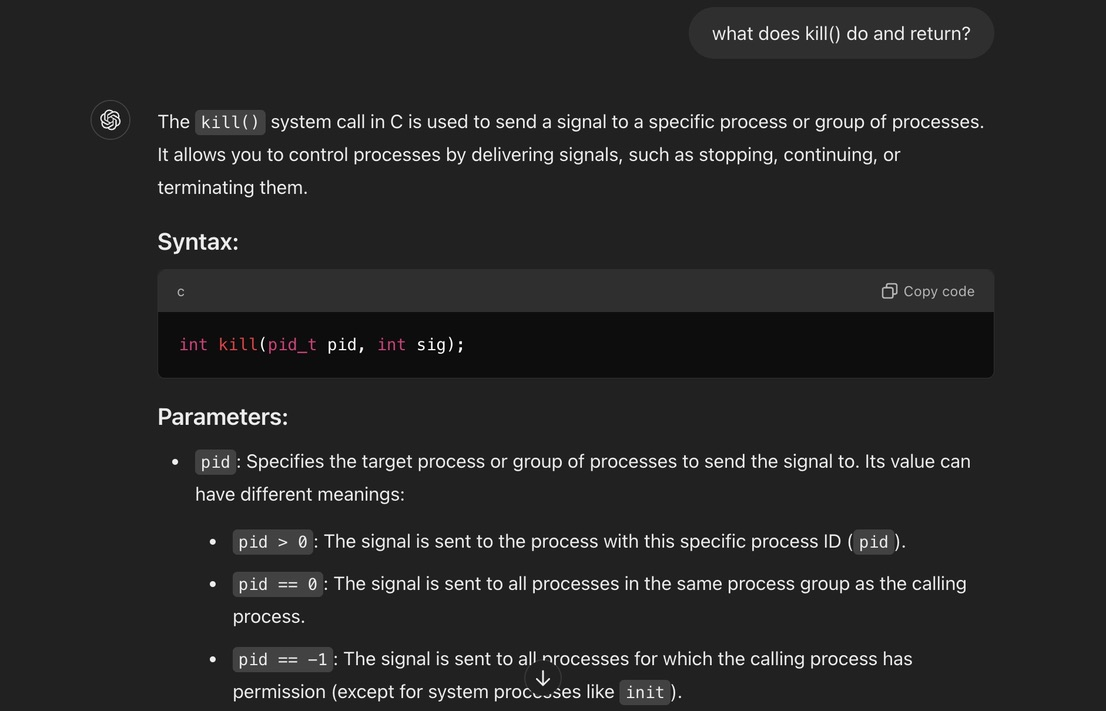 what does kill() do and return?
The kill() system call in C is used to send a signal to a specific process or group of processes.
It allows you to control processes by delivering signals, such as stopping, continuing, or
terminating them.
Syntax:
c Copy code
int kill(pid_t pid, int sig);
Parameters:
• pid: Specifies the target process or group of processes to send the signal to. Its value can
have different meanings:
• pid > 0: The signal is sent to the process with this specific process ID (pid).
• pid == 0: The signal is sent to all processes in the same process group as the calling
process.
• pid == -1: The signal is sent to all processes for which the calling process has
permission (except for system processes like init).